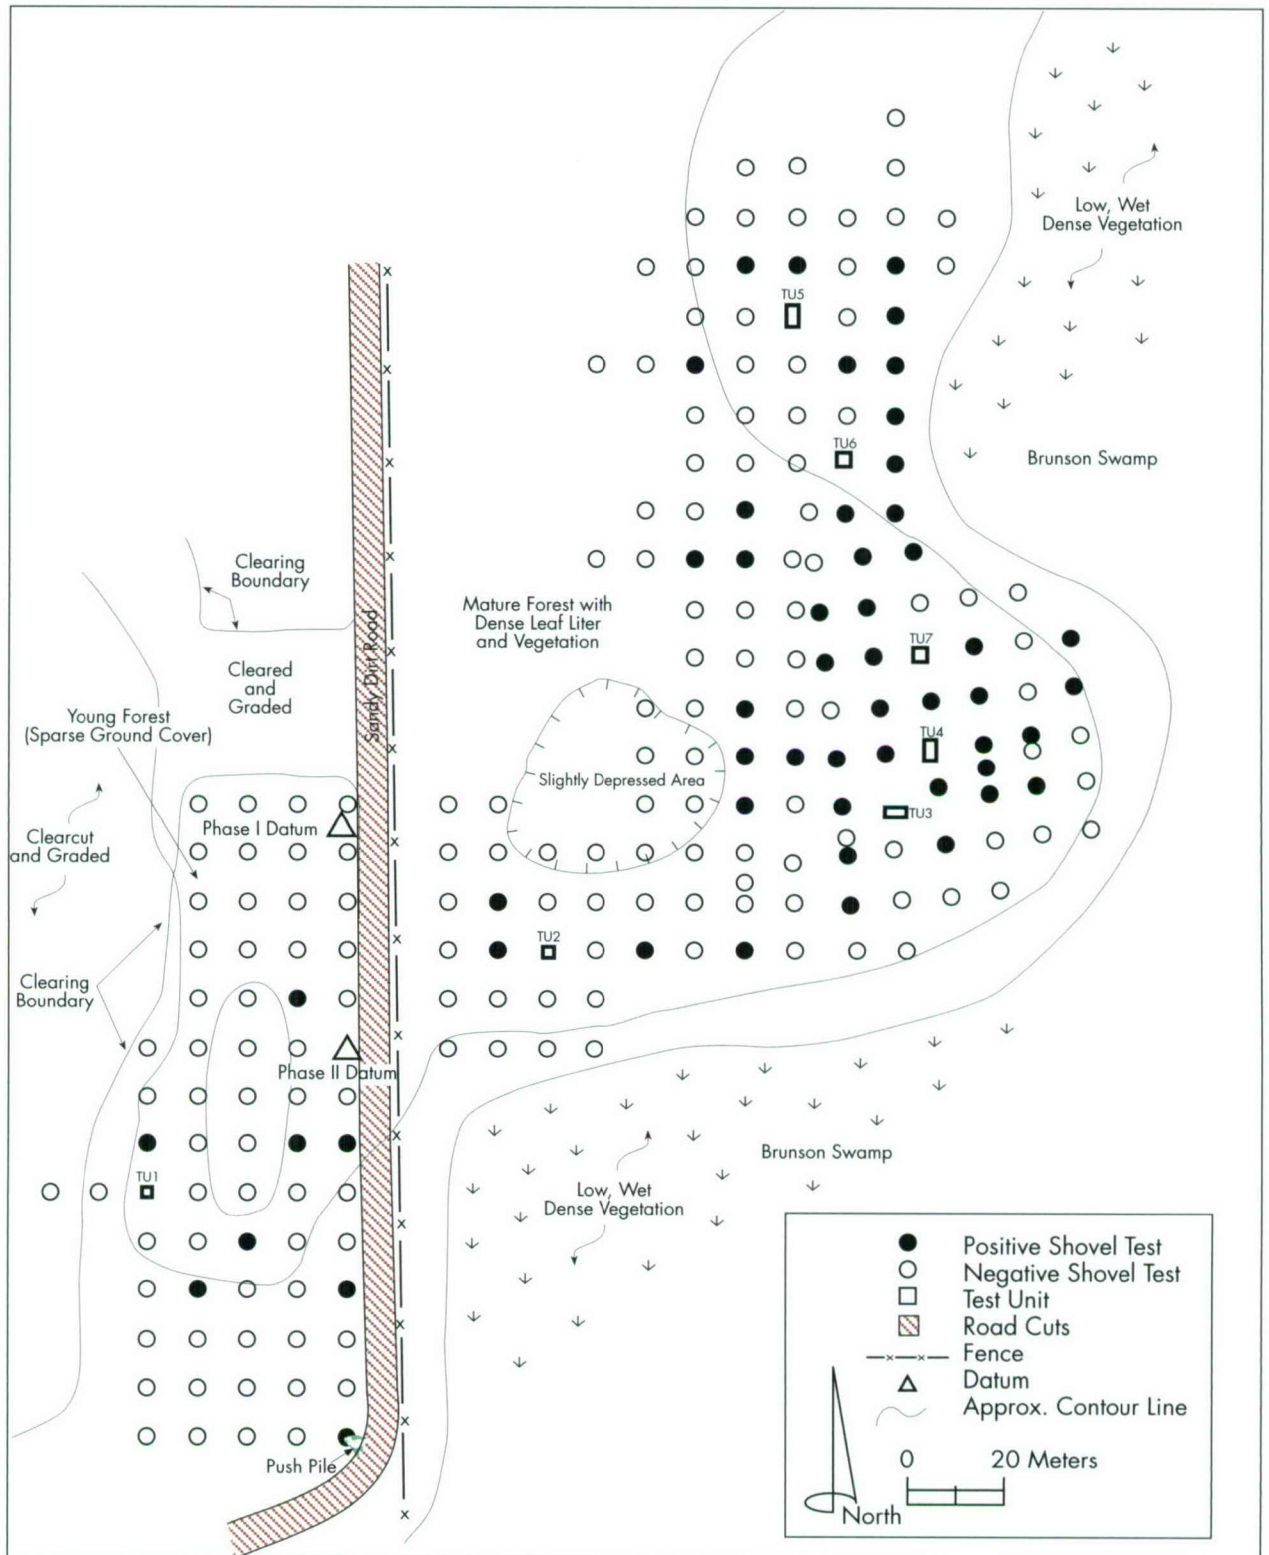 Low, Wet
Dense Vegetation
TU5
TU6
Brunson Swamp
Clearing
Boundary
Mature Forest with
Dense Leaf Liter
and Vegetation
Sandy Dirt Road
TU7
Cleared
and
Graded
Young Forest
(Sparse Ground Cover)
TU4
Slightly Depressed Area
TU3
Phase I Datum
Clearcut
and Graded
TU2
Clearing
Boundary
Phase II Datum
TU1
Brunson Swamp
Low, Wet
Dense Vegetation
Push Pile
Positive Shovel Test
Negative Shovel Test
Test Unit
Road Cuts
Fence
Datum
Approx. Contour Line
0 20 Meters
North